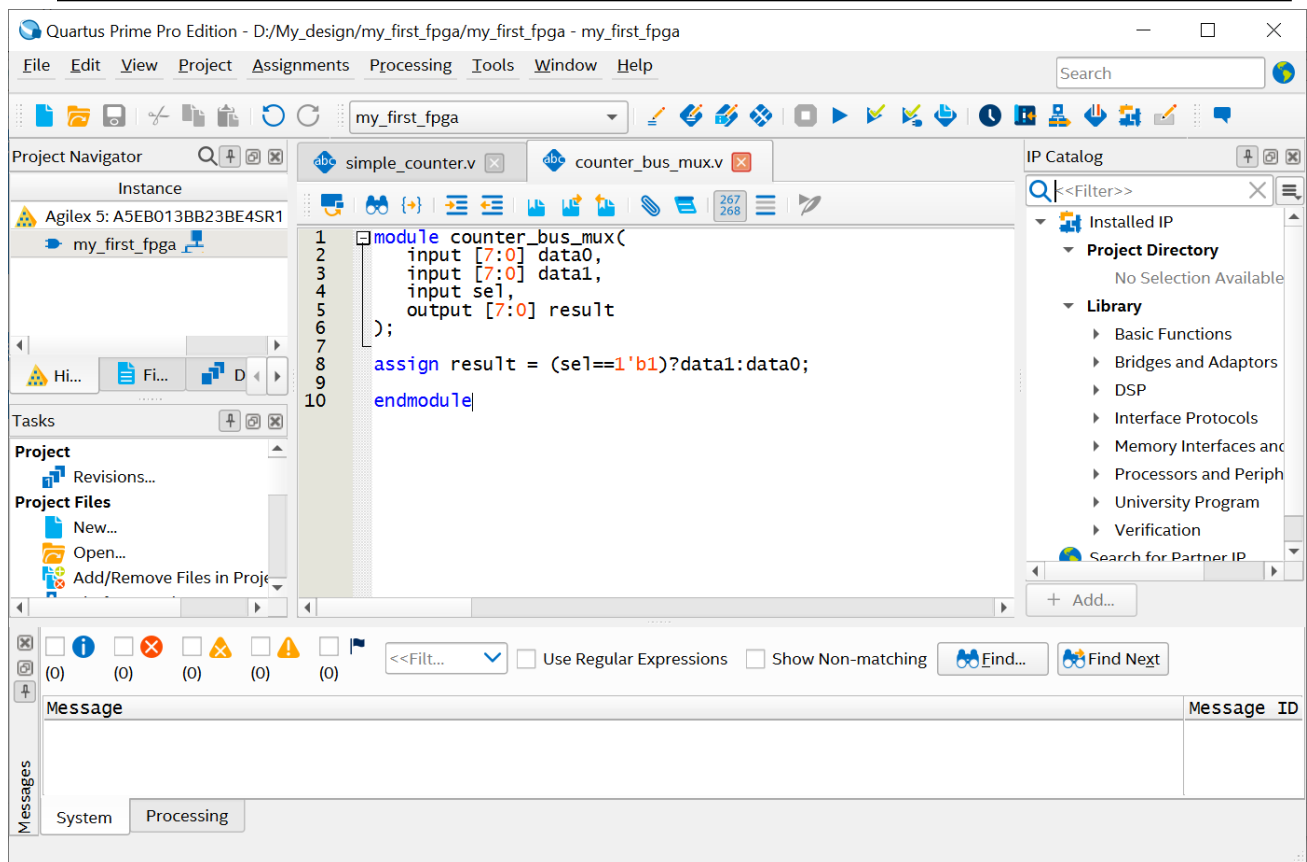 Quartus Prime Pro Edition - D:/My_design/my_first_fpga/my_first_fpga - my_first_fpga
File Edit View Project Assignments Processing Tools Window Help
Search
my_first_fpga
Project Navigator
Instance
Agilex 5: A5EB013BB23BE4SR1
my_first_fpga
Hi...
Fi...
D
Tasks
Project
Revisions...
Project Files
New...
Open...
Add/Remove Files in Proje
abc simple_counter.v
abc counter_bus_mux.v
267
268
1 module counter_bus_mux(
2 input [7:0] data0,
3 input [7:0] data1,
4 input sel,
5 output [7:0] result
6 );
7
8 assign result = (sel==1'b1)?data1:data0;
9
10 endmodule
IP Catalog
<<Filter>>
Installed IP
Project Directory
No Selection Available
Library
Basic Functions
Bridges and Adaptors
DSP
Interface Protocols
Memory Interfaces and
Processors and Periph
University Program
Verification
Search for Partner IP
+ Add...
(0) (0) (0) (0) (0)
<<Filt...
Use Regular Expressions
Show Non-matching
Find...
Find Next
Message
Message ID
Messages
System
Processing